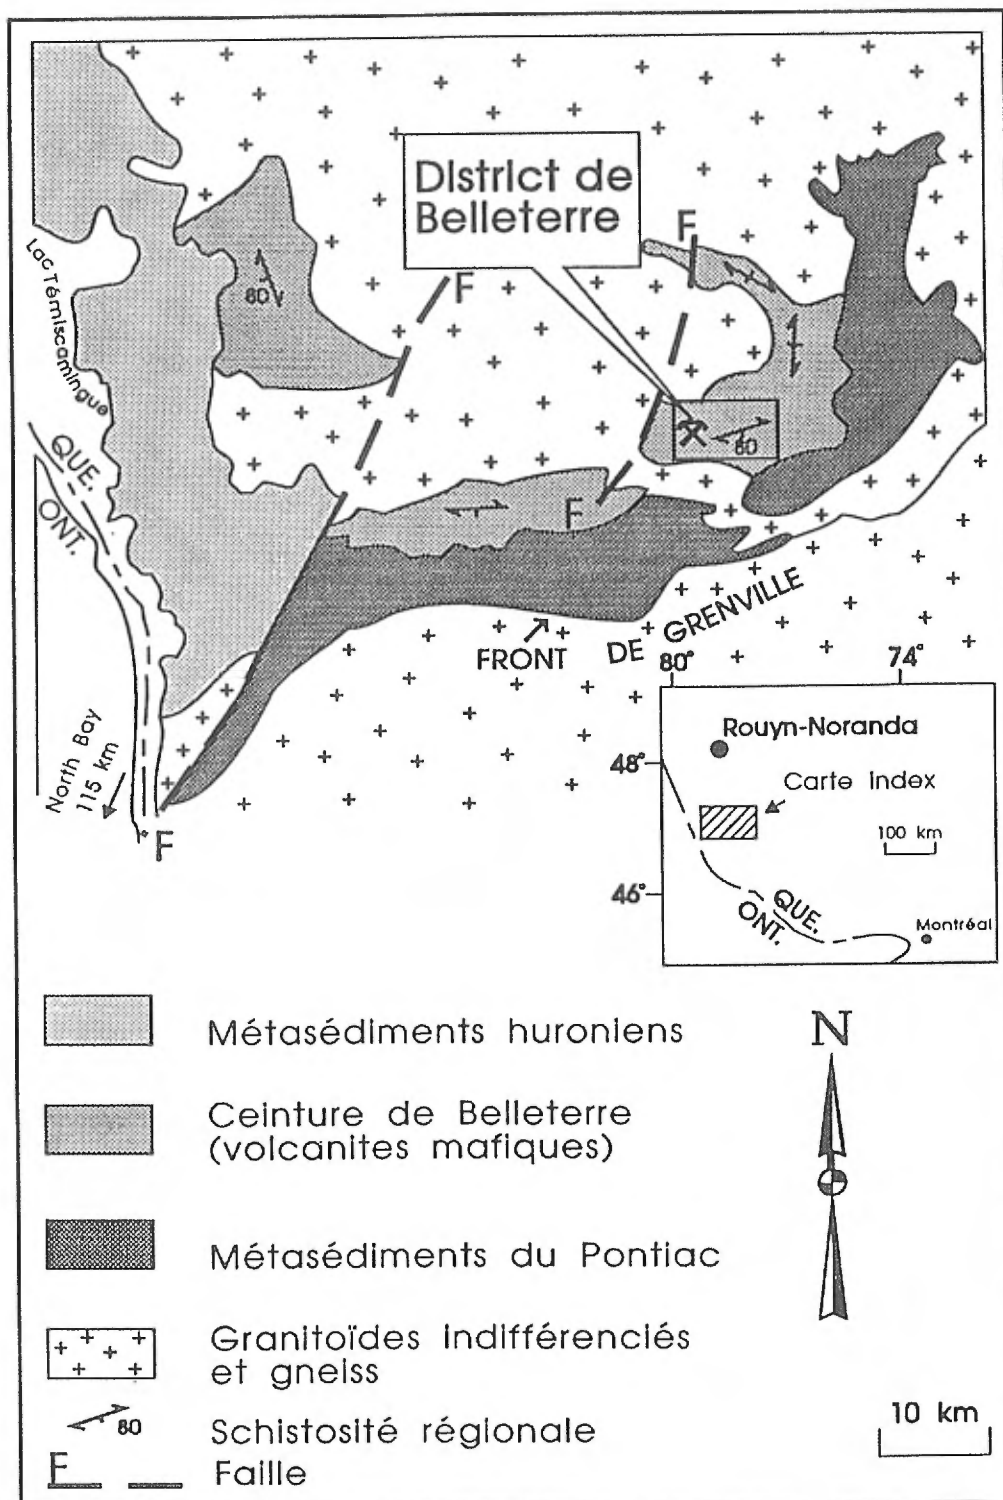 District de
Belleterre
F
F
80
Lac Témiscamingue
80
QUE.
ONT.
F
FRONT DE GRENVILLE
80°
74°
North Bay
115 km
F
Rouyn-Noranda
48°
Carte index
100 km
46°
QUE.
ONT.
Montréal
Métasédiments huroniens
N
Ceinture de Belleterre
(volcanites mafiques)
Métasédiments du Pontiac
Granitoïdes indifférenciés
et gneiss
80
Schistosité régionale
10 km
F
Faille